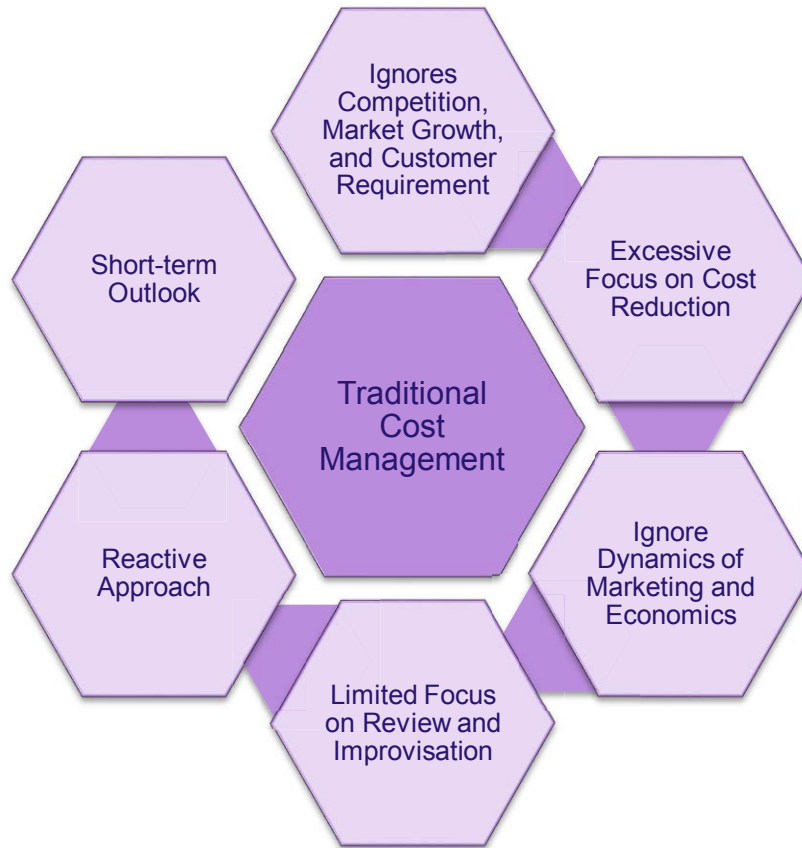 Ignores
Competition,
Market Growth,
and Customer
Requirement
Excessive
Focus on Cost
Reduction
Short-term
Outlook
Traditional
Cost
Management
Ignore
Dynamics of
Marketing and
Economics
Reactive
Approach
Limited Focus
on Review and
Improvisation